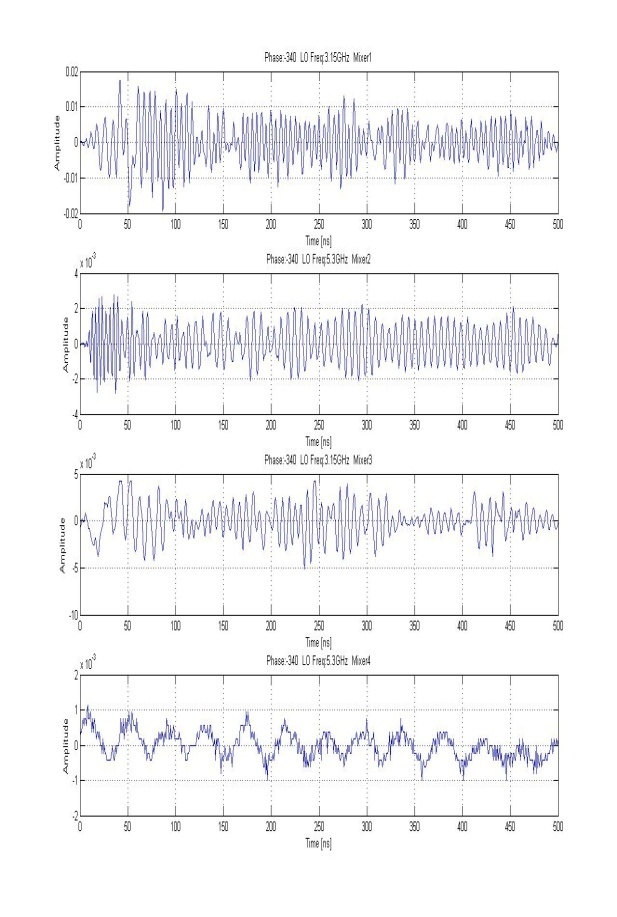 Phase:-340 LO Freq:3.15GHz Mixer1
0.02
0.01
0
-0.01
-0.02
Amplitude
0 50 100 150 200 250 300 350 400 450 500
Time [ns]
Phase:-340 LO Freq:5.3GHz Mixer2
x 10-3
4
2
0
-2
-4
Amplitude
0 50 100 150 200 250 300 350 400 450 500
Time [ns]
Phase:-340 LO Freq:3.15GHz Mixer3
x 10-3
5
0
-5
-10
Amplitude
0 50 100 150 200 250 300 350 400 450 500
Time [ns]
Phase:-340 LO Freq:5.3GHz Mixer4
x 10-3
2
1
0
-1
-2
Amplitude
0 50 100 150 200 250 300 350 400 450 500
Time [ns]